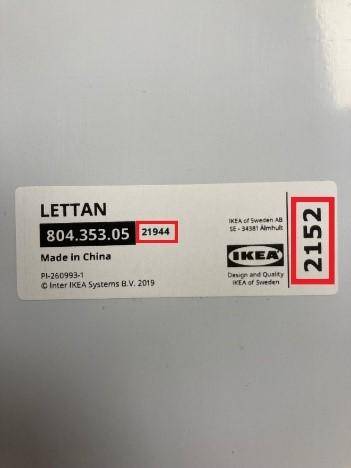 LETTAN
804.353.05 21944
Made in China
PI-260993-1
© Inter IKEA Systems B.V. 2019
IKEA of Sweden AB
SE - 34381 Älmhult
IKEA
Design and Quality
IKEA of Sweden
2152